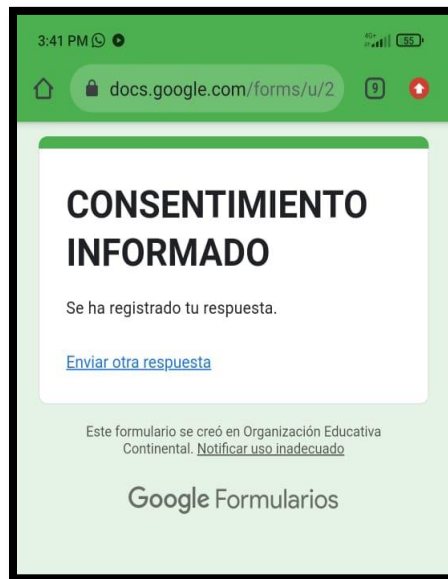 3:41 PM
55
docs.google.com/forms/u/2
9
CONSENTIMIENTO
INFORMADO
Se ha registrado tu respuesta.
Enviar otra respuesta
Este formulario se creó en Organización Educativa
Continental. Notificar uso inadecuado
Google Formularios